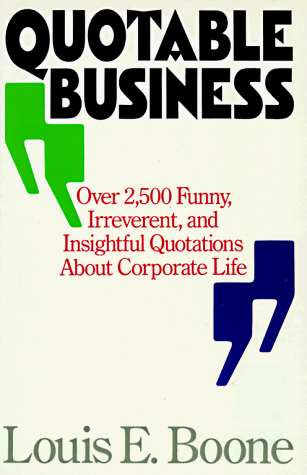 QUOTABLE
BUSINESS
Over 2,500 Funny,
Irreverent, and
Insightful Quotations
About Corporate Life
Louis E. Boone